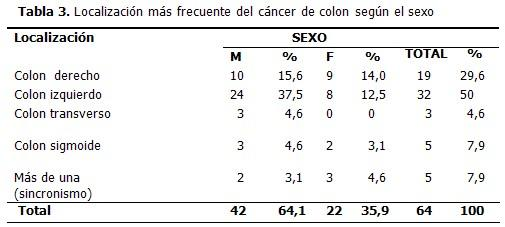 Tabla 3. Localización más frecuente del cáncer de colon según el sexo
Localización SEXO
M % F % TOTAL %
Colon derecho 10 15,6 9 14,0 19 29,6
Colon izquierdo 24 37,5 8 12,5 32 50
Colon transverso 3 4,6 0 0 3 4,6
Colon sigmoide 3 4,6 2 3,1 5 7,9
Más de una 2 3,1 3 4,6 5 7,9
(sincronismo)
Total 42 64,1 22 35,9 64 100